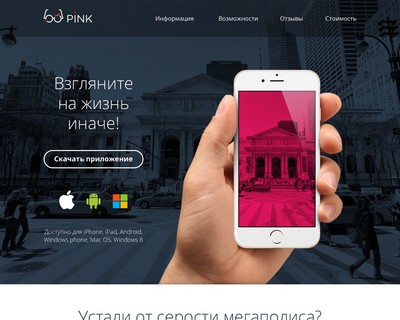 PINK
Информация
Возможности
Отзывы
Стоимость
Взгляните
на жизнь
иначе!
Скачать приложение
Доступно для iPhone, iPad, Android,
Windows phone, Mac OS, Windows 8
Устали от серости мегаполиса?